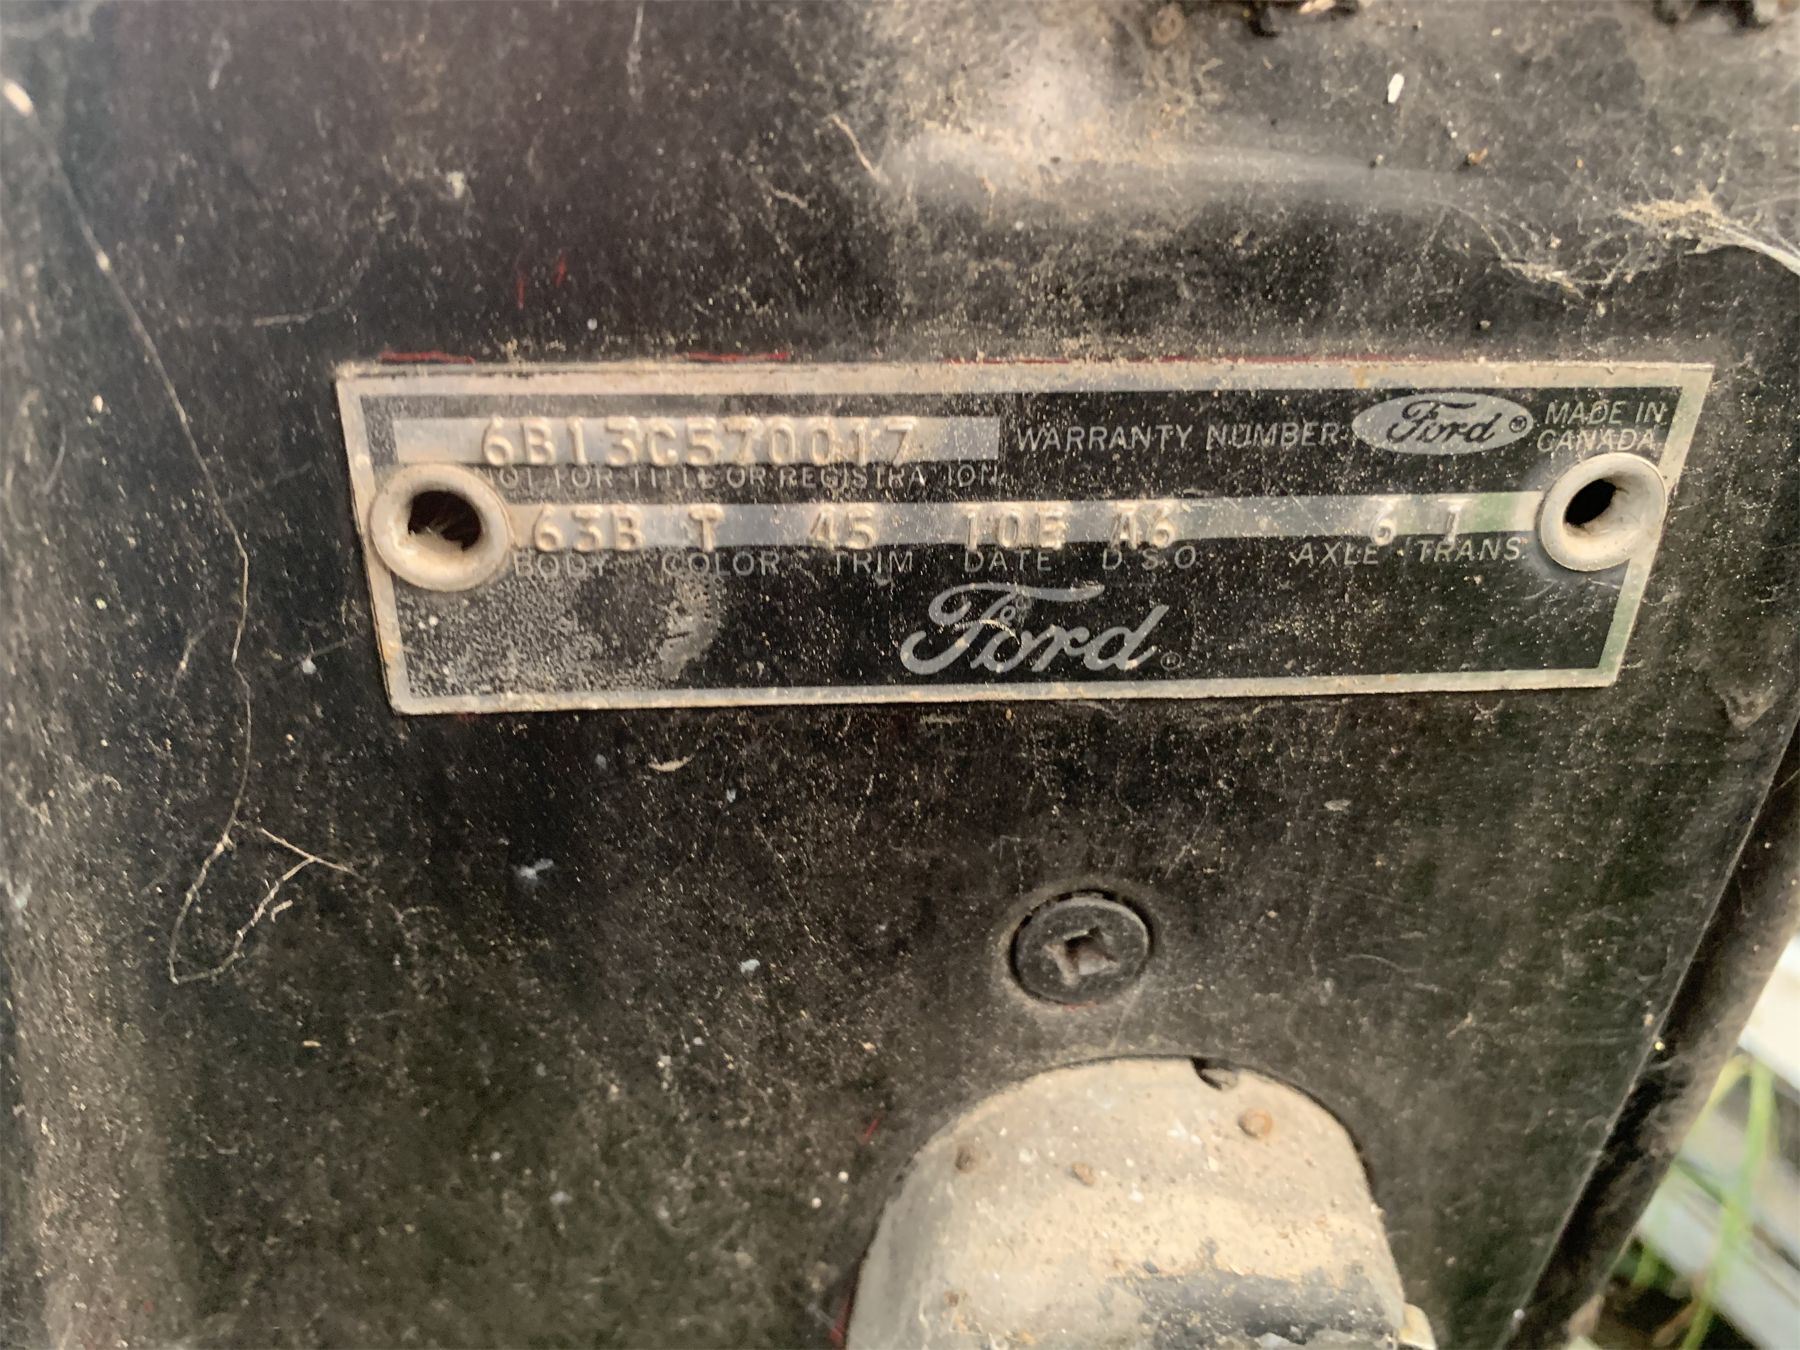 6B13C570017 WARRANTY NUMBER Ford ® MADE IN CANADA
NOT FOR TITLE OR REGISTRATION
63B T 45 10E A6 6 1
BODY COLOR TRIM DATE D S O AXLE TRANS
Ford ®